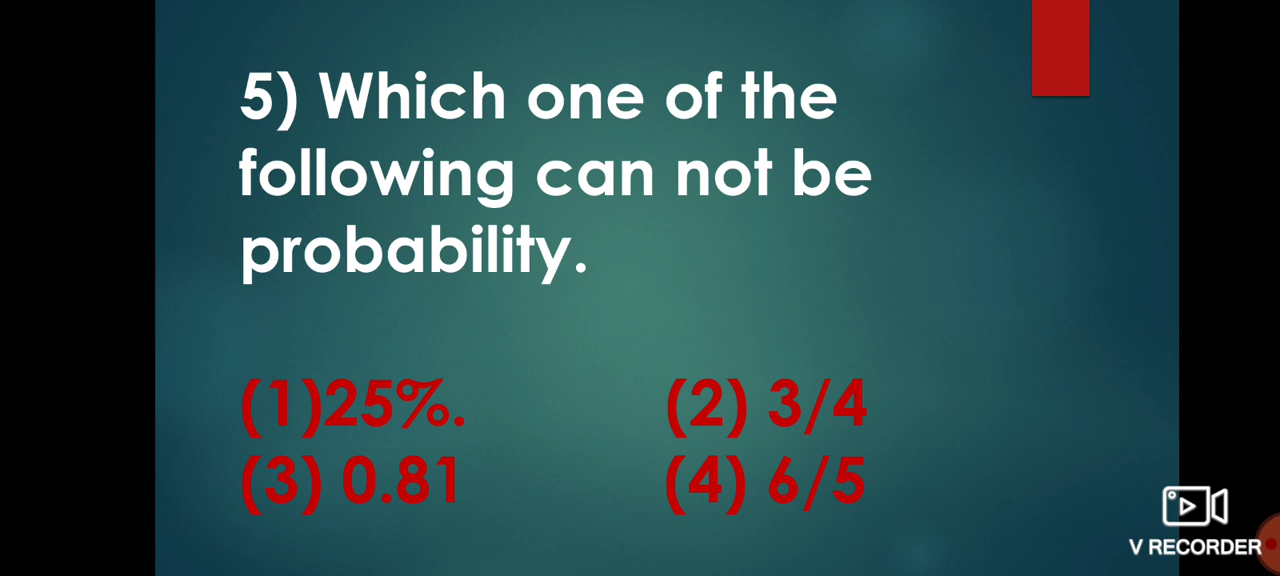 5) Which one of the
following can not be
probability.
(1)25%. (2) 3/4
(3) 0.81 (4) 6/5
V RECORDER